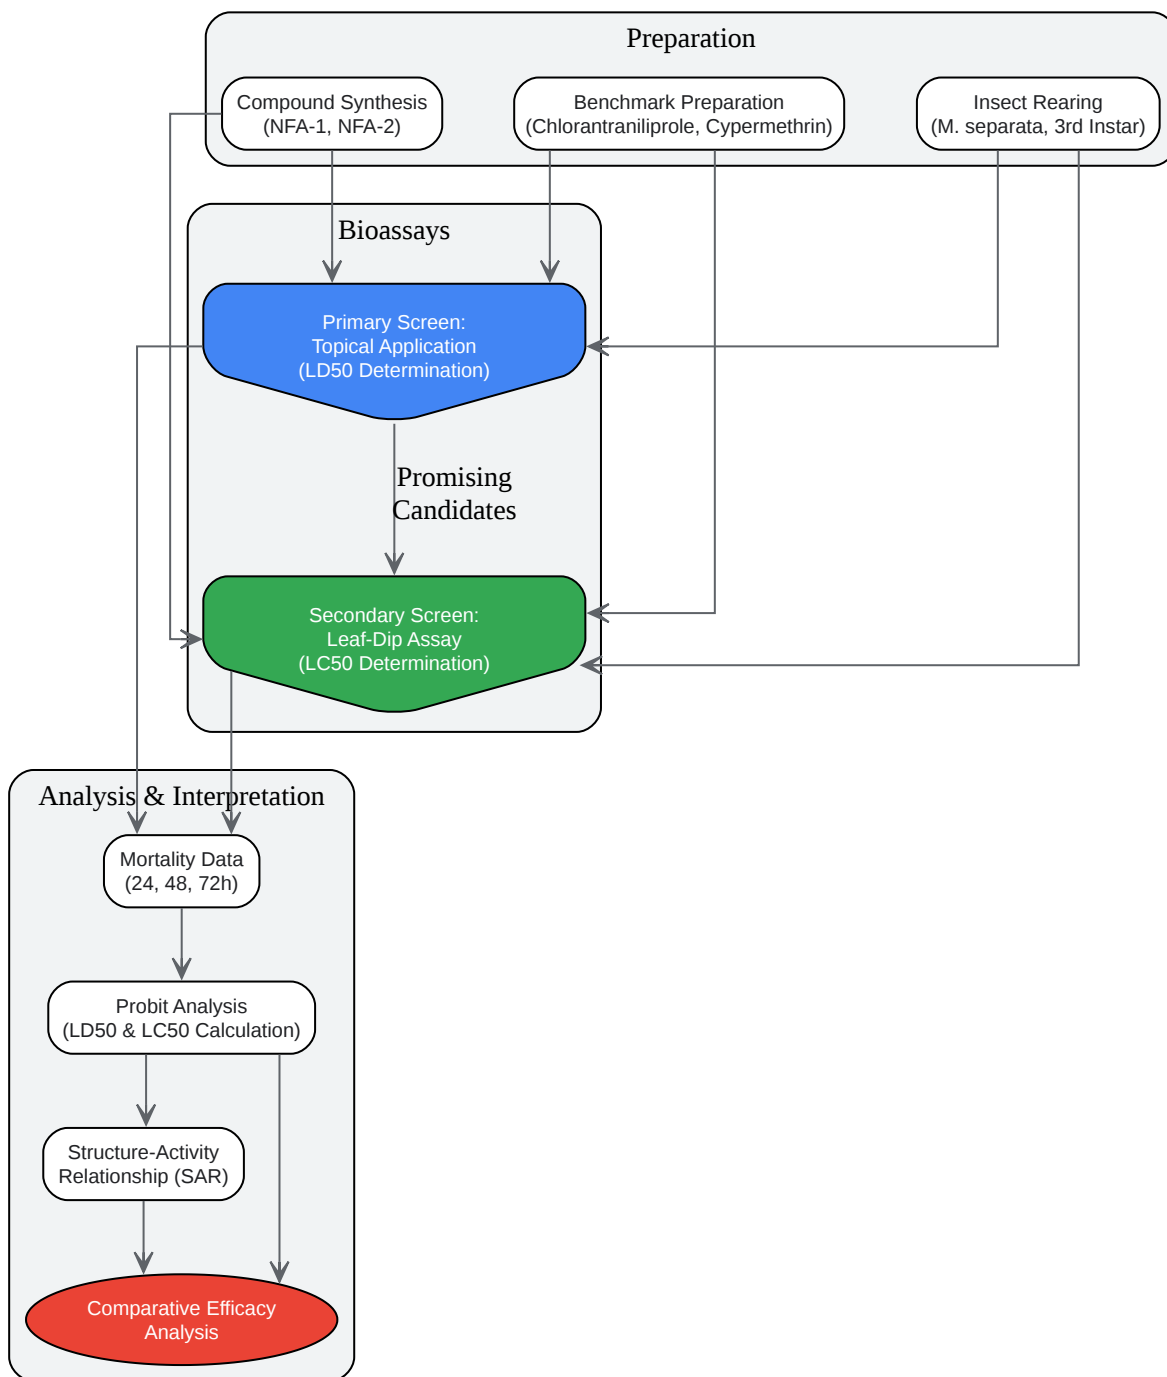 Preparation
Compound Synthesis
(NFA-1, NFA-2)
Benchmark Preparation
(Chlorantraniliprole, Cypermethrin)
Insect Rearing
(M. separata, 3rd Instar)
Bioassays
Primary Screen:
Topical Application
(LD50 Determination)
Promising
Candidates
Secondary Screen:
Leaf-Dip Assay
(LC50 Determination)
Analysis & Interpretation
Mortality Data
(24, 48, 72h)
Probit Analysis
(LD50 & LC50 Calculation)
Structure-Activity
Relationship (SAR)
Comparative Efficacy
Analysis